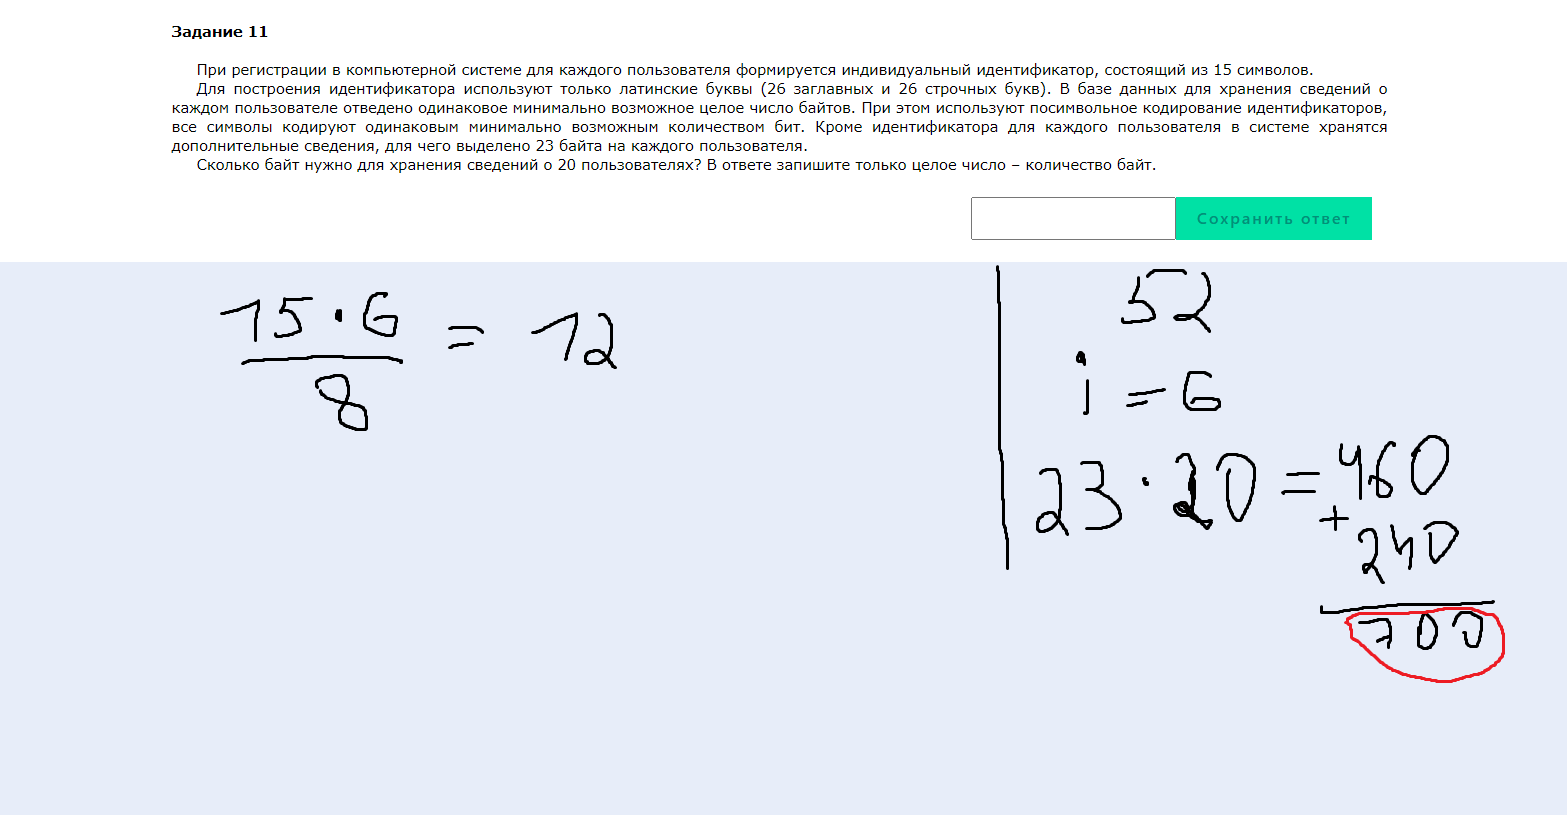 Задание 11
При регистрации в компьютерной системе для каждого пользователя формируется индивидуальный идентификатор, состоящий из 15 символов.
Для построения идентификатора используют только латинские буквы (26 заглавных и 26 строчных букв). В базе данных для хранения сведений о
каждом пользователе отведено одинаковое минимально возможное целое число байтов. При этом используют посимвольное кодирование идентификаторов,
все символы кодируют одинаковым минимально возможным количеством бит. Кроме идентификатора для каждого пользователя в системе хранятся
дополнительные сведения, для чего выделено 23 байта на каждого пользователя.
Сколько байт нужно для хранения сведений о 20 пользователях? В ответе запишите только целое число – количество байт.
Сохранить ответ
15 · 6
8
= 12
52
i = 6
23 · 20 = 460
+ 240
700